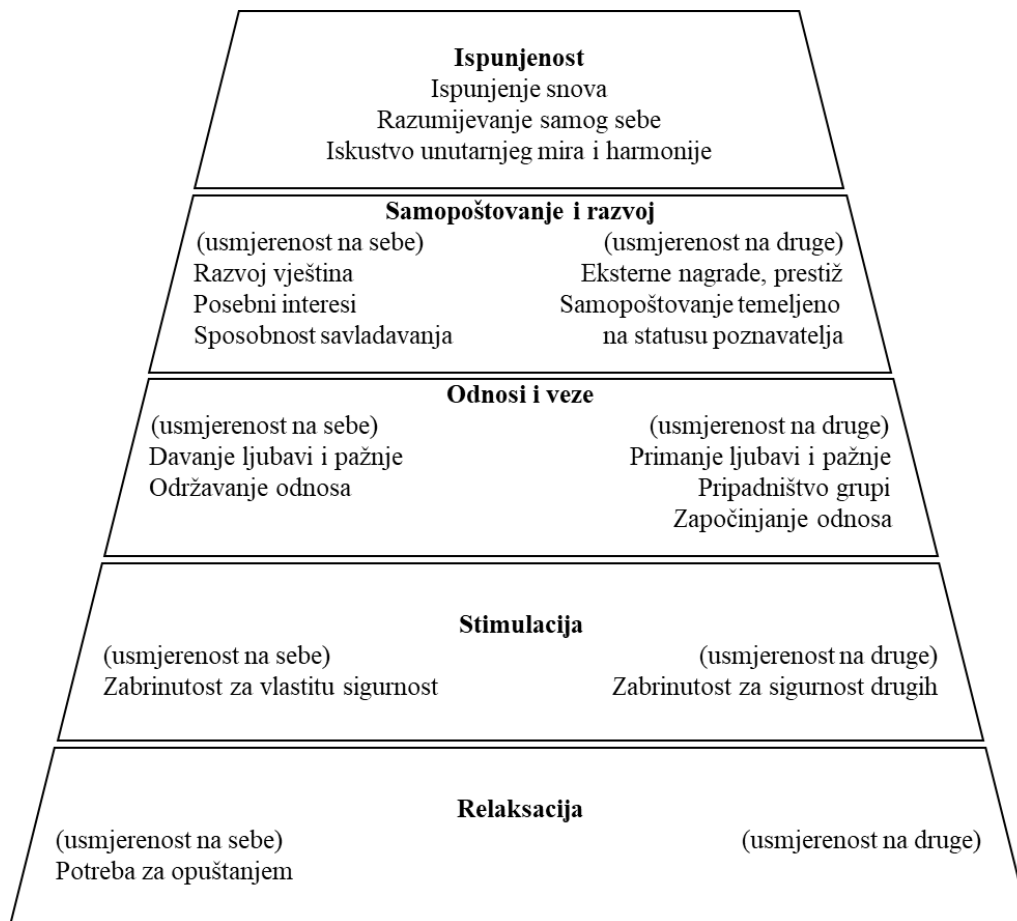 Ispunjenost
Ispunjenje snova
Razumijevanje samog sebe
Iskustvo unutarnjeg mira i harmonije
Samopoštovanje i razvoj
(usmjerenost na sebe) (usmjerenost na druge)
Razvoj vještina Eksterne nagrade, prestiž
Posebni interesi Samopoštovanje temeljeno
Sposobnost savladavanja na statusu poznavatelja
Odnosi i veze
(usmjerenost na sebe) (usmjerenost na druge)
Davanje ljubavi i pažnje Primanje ljubavi i pažnje
Održavanje odnosa Pripadništvo grupi
Započinjanje odnosa
Stimulacija
(usmjerenost na sebe) (usmjerenost na druge)
Zabrinutost za vlastitu sigurnost Zabrinutost za sigurnost drugih
Relaksacija
(usmjerenost na sebe) (usmjerenost na druge)
Potreba za opuštanjem